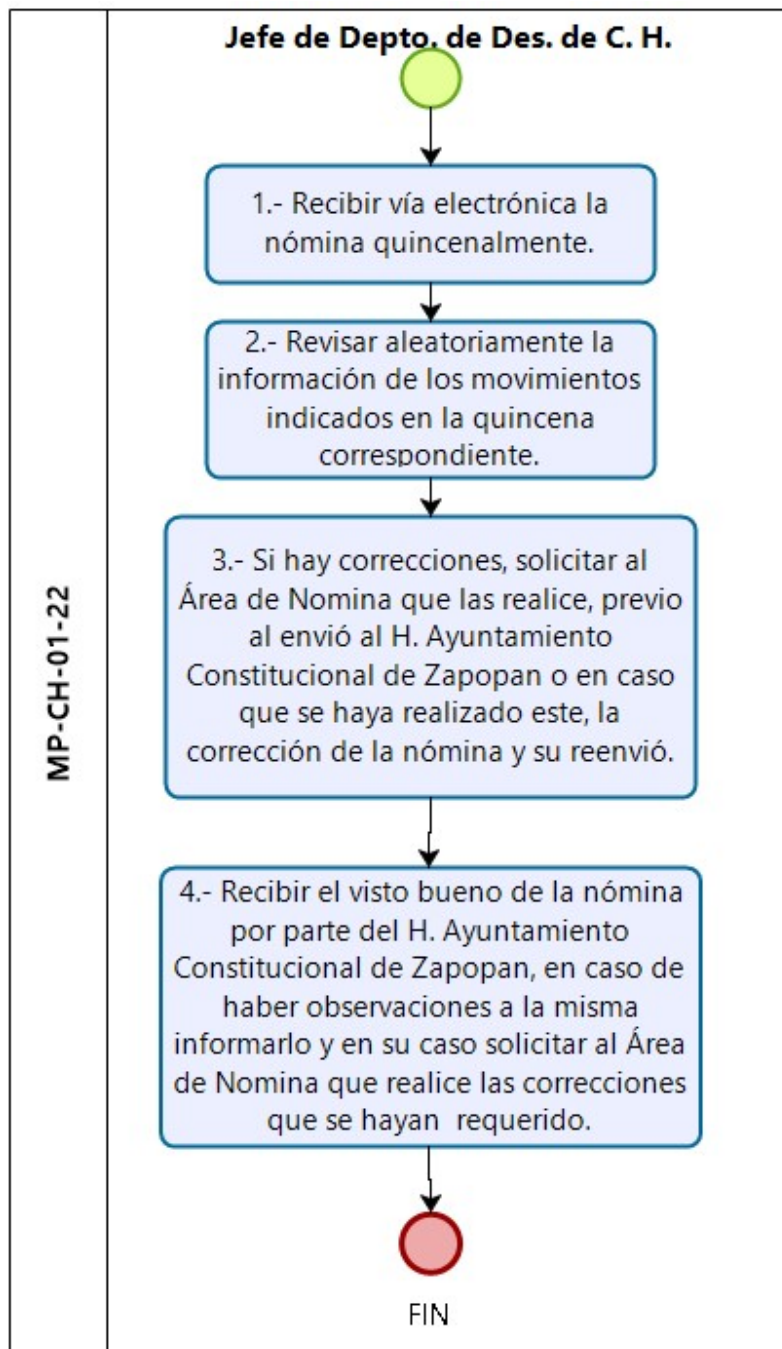 Jefe de Depto. de Des. de C. H.
MP-CH-01-22
1.- Recibir vía electrónica la
nómina quincenalmente.
2.- Revisar aleatoriamente la
información de los movimientos
indicados en la quincena
correspondiente.
3.- Si hay correcciones, solicitar al
Área de Nomina que las realice, previo
al envió al H. Ayuntamiento
Constitucional de Zapopan o en caso
que se haya realizado este, la
corrección de la nómina y su reenvió.
4.- Recibir el visto bueno de la nómina
por parte del H. Ayuntamiento
Constitucional de Zapopan, en caso de
haber observaciones a la misma
informarlo y en su caso solicitar al Área
de Nomina que realice las correcciones
que se hayan  requerido.
FIN